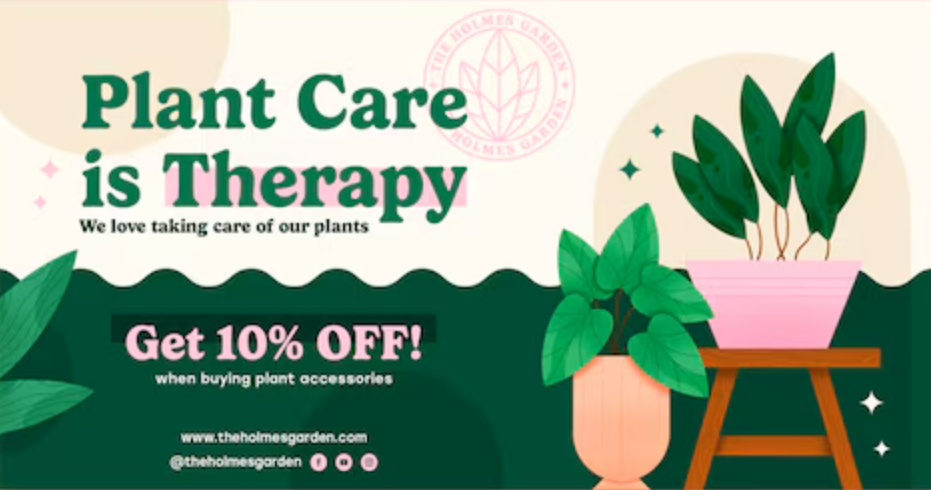 THE HOLMES GARDEN
HOLMES GARDEN
Plant Care
is Therapy
We love taking care of our plants
Get 10% OFF!
when buying plant accessories
www.theholmesgarden.com
@theholmesgarden